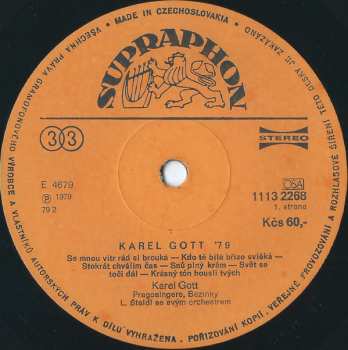 MADE IN CZECHOSLOVAKIA
VŠECHNA PRÁVA GRAMOFONOVÉHO VÝROBCE A VLASTNÍKŮ AUTORSKÝCH PRÁV K DÍLU VYHRAŽENA. POŘIZOVÁNÍ KOPIÍ, VEŘEJNÉ PROVOZOVÁNÍ A ROZHLASOVÉ ŠÍŘENÍ TÉTO DESKY JE ZAKÁZÁNO
SUPRAPHON
33
STEREO
E 4679
Ⓟ 1979
79 2
OSA
1113 2268
1. strana
Kčs 60,-
KAREL GOTT '79
Se mnou vítr rád si brouká — Kdo té bílé bříze svléká —
Stokrát chválím čas — Snů plný krám — Svět se
točí dál — Krásný tón houslí tvých
Karel Gott
Pragosingers, Bezinky
L. Štaidl se svým orchestrem